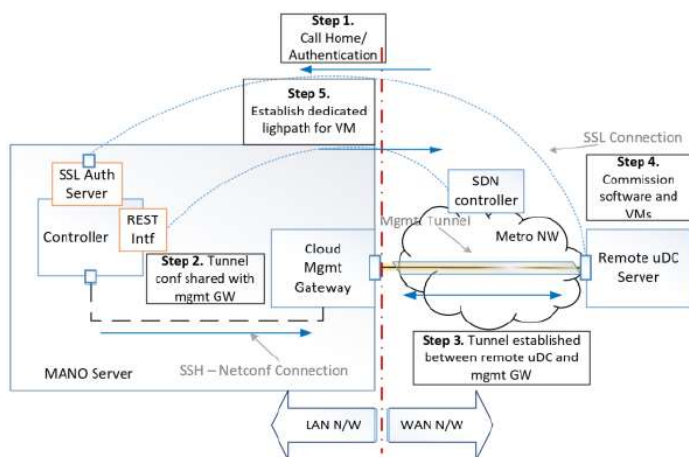 Step 1.
Call Home/
Authentication
Step 5.
Establish dedicated
lighpath for VM
SSL Connection
SSL Auth
Server
REST
Intf
Controller
Step 2. Tunnel
conf shared with
mgmt GW
Cloud
Mgmt
Gateway
SDN
controller
Mgmt Tunnel
Metro NW
Step 4.
Commission
software and
VMs
Remote uDC
Server
Step 3. Tunnel established
between remote uDC and
mgmt GW
SSH – Netconf Connection
MANO Server
LAN N/W
WAN N/W